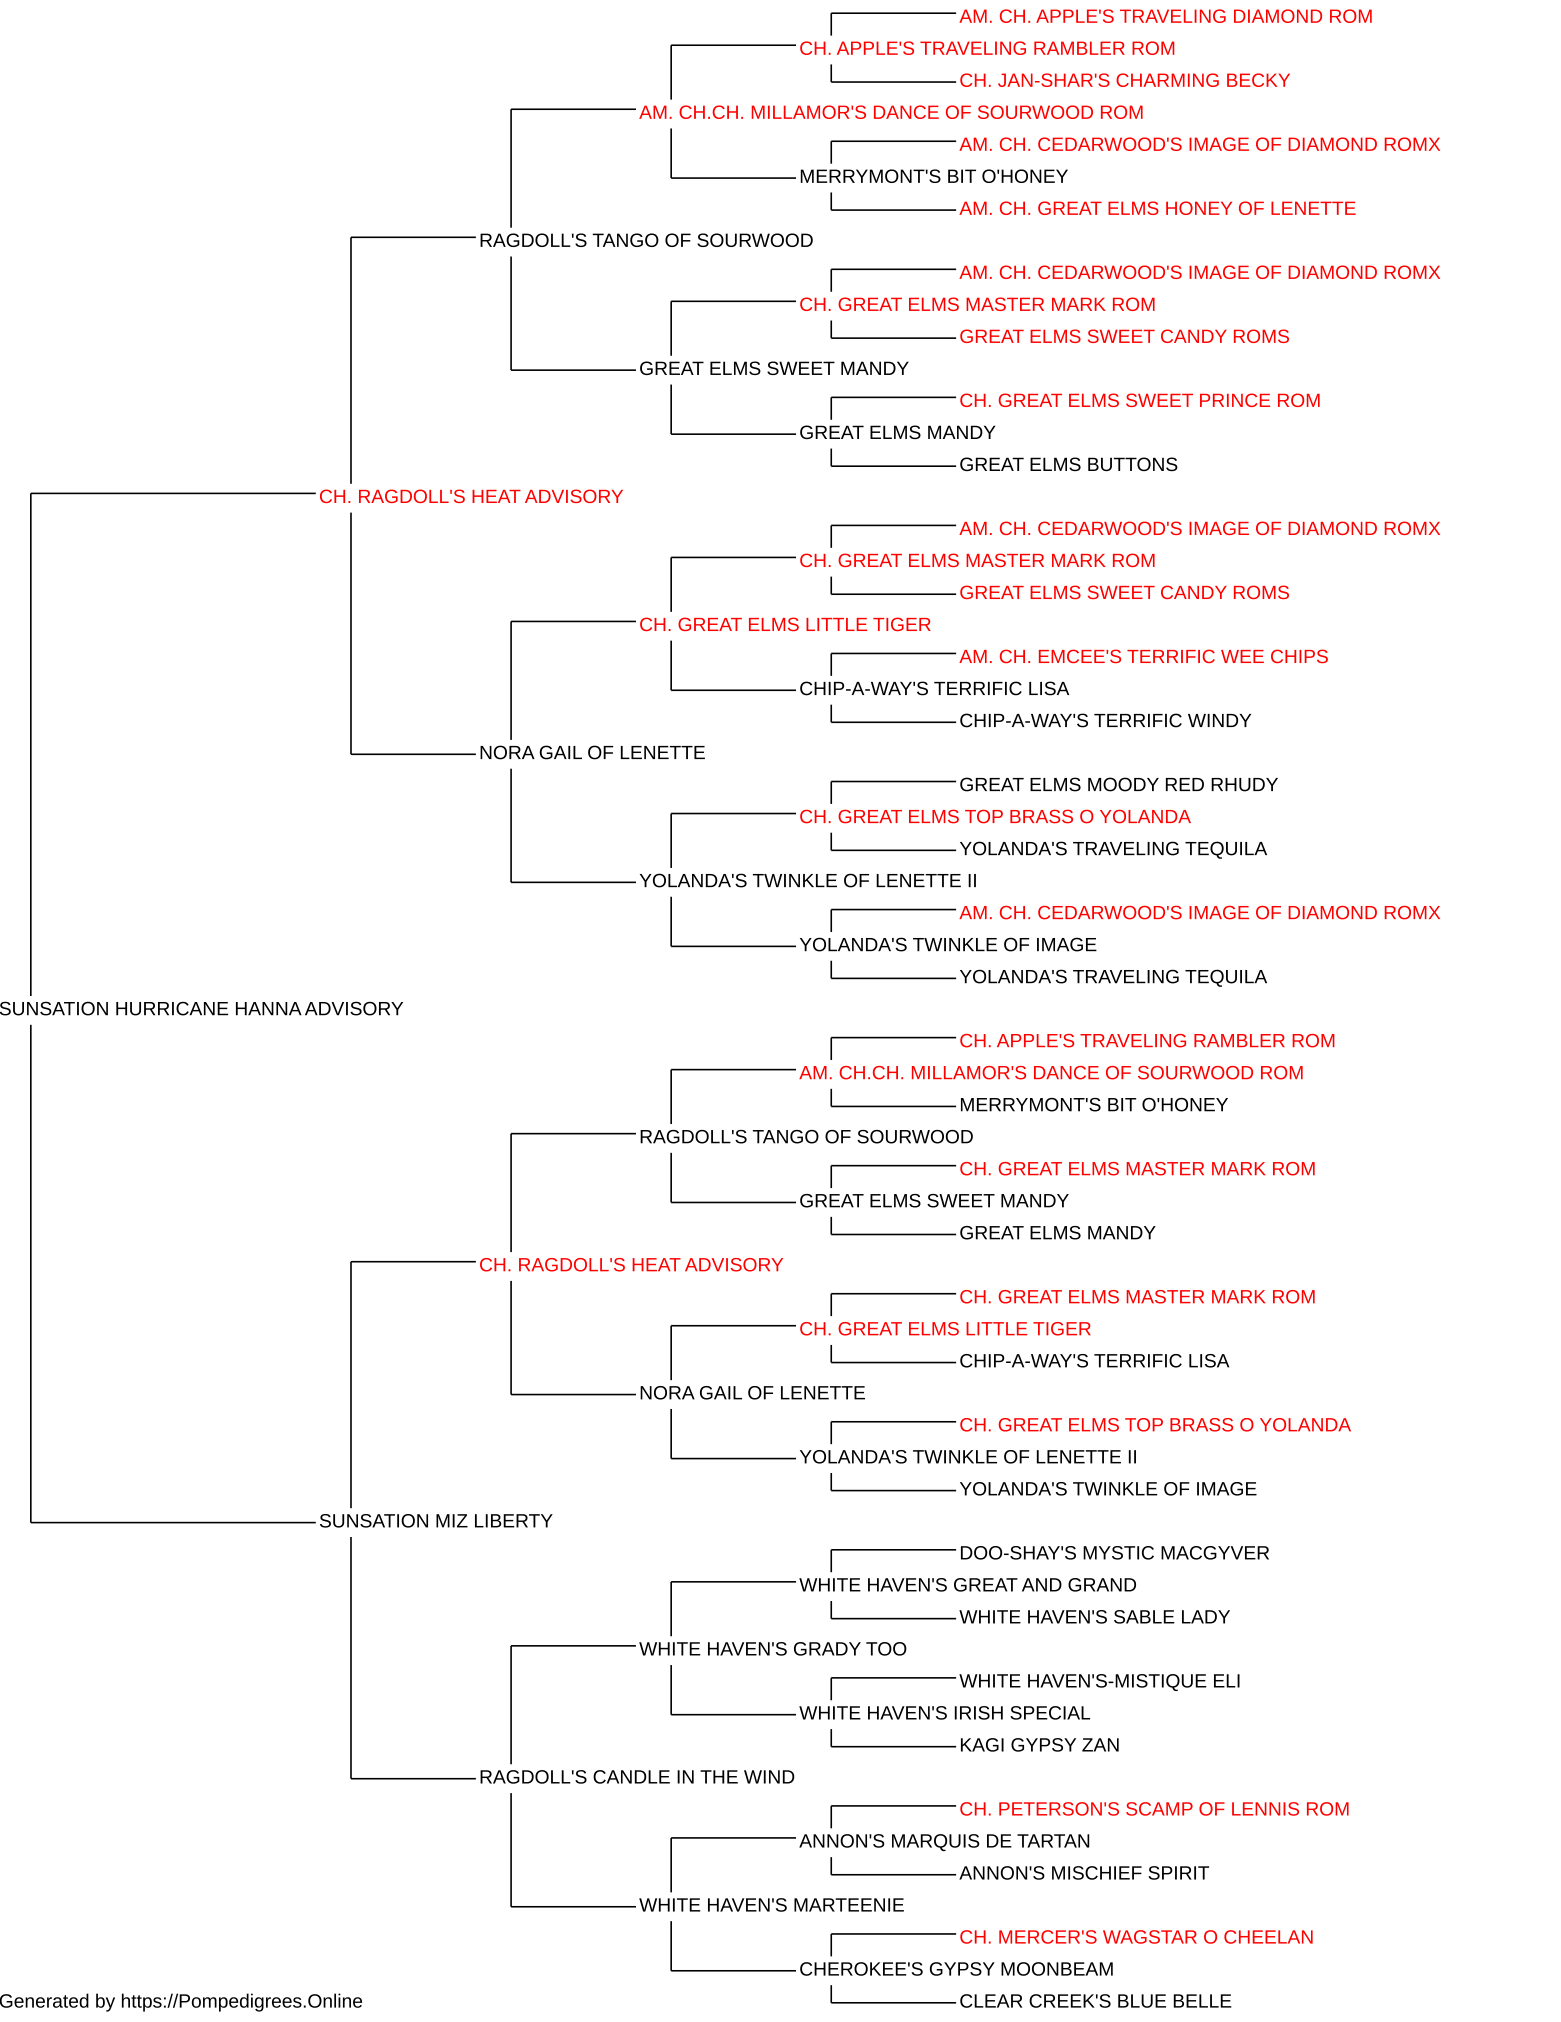 AM. CH. APPLE'S TRAVELING DIAMOND ROM
CH. APPLE'S TRAVELING RAMBLER ROM
CH. JAN-SHAR'S CHARMING BECKY
AM. CH.CH. MILLAMOR'S DANCE OF SOURWOOD ROM
AM. CH. CEDARWOOD'S IMAGE OF DIAMOND ROMX
MERRYMONT'S BIT O'HONEY
AM. CH. GREAT ELMS HONEY OF LENETTE
RAGDOLL'S TANGO OF SOURWOOD
AM. CH. CEDARWOOD'S IMAGE OF DIAMOND ROMX
CH. GREAT ELMS MASTER MARK ROM
GREAT ELMS SWEET CANDY ROMS
GREAT ELMS SWEET MANDY
CH. GREAT ELMS SWEET PRINCE ROM
GREAT ELMS MANDY
GREAT ELMS BUTTONS
CH. RAGDOLL'S HEAT ADVISORY
AM. CH. CEDARWOOD'S IMAGE OF DIAMOND ROMX
CH. GREAT ELMS MASTER MARK ROM
GREAT ELMS SWEET CANDY ROMS
CH. GREAT ELMS LITTLE TIGER
AM. CH. EMCEE'S TERRIFIC WEE CHIPS
CHIP-A-WAY'S TERRIFIC LISA
CHIP-A-WAY'S TERRIFIC WINDY
NORA GAIL OF LENETTE
GREAT ELMS MOODY RED RHUDY
CH. GREAT ELMS TOP BRASS O YOLANDA
YOLANDA'S TRAVELING TEQUILA
YOLANDA'S TWINKLE OF LENETTE II
AM. CH. CEDARWOOD'S IMAGE OF DIAMOND ROMX
YOLANDA'S TWINKLE OF IMAGE
YOLANDA'S TRAVELING TEQUILA
SUNSATION HURRICANE HANNA ADVISORY
CH. APPLE'S TRAVELING RAMBLER ROM
AM. CH.CH. MILLAMOR'S DANCE OF SOURWOOD ROM
MERRYMONT'S BIT O'HONEY
RAGDOLL'S TANGO OF SOURWOOD
CH. GREAT ELMS MASTER MARK ROM
GREAT ELMS SWEET MANDY
GREAT ELMS MANDY
CH. RAGDOLL'S HEAT ADVISORY
CH. GREAT ELMS MASTER MARK ROM
CH. GREAT ELMS LITTLE TIGER
CHIP-A-WAY'S TERRIFIC LISA
NORA GAIL OF LENETTE
CH. GREAT ELMS TOP BRASS O YOLANDA
YOLANDA'S TWINKLE OF LENETTE II
YOLANDA'S TWINKLE OF IMAGE
SUNSATION MIZ LIBERTY
DOO-SHAY'S MYSTIC MACGYVER
WHITE HAVEN'S GREAT AND GRAND
WHITE HAVEN'S SABLE LADY
WHITE HAVEN'S GRADY TOO
WHITE HAVEN'S-MISTIQUE ELI
WHITE HAVEN'S IRISH SPECIAL
KAGI GYPSY ZAN
RAGDOLL'S CANDLE IN THE WIND
CH. PETERSON'S SCAMP OF LENNIS ROM
ANNON'S MARQUIS DE TARTAN
ANNON'S MISCHIEF SPIRIT
WHITE HAVEN'S MARTEENIE
CH. MERCER'S WAGSTAR O CHEELAN
CHEROKEE'S GYPSY MOONBEAM
CLEAR CREEK'S BLUE BELLE
Generated by https://Pompedigrees.Online